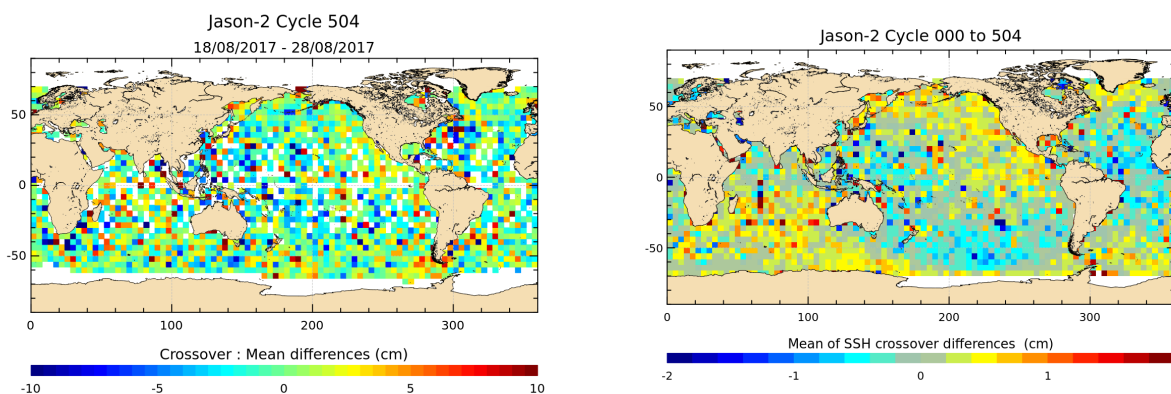 Jason-2 Cycle 504
18/08/2017 - 28/08/2017
50
0
-50
0 100 200 300
Crossover : Mean differences (cm)
-10 -5 0 5 10
Jason-2 Cycle 000 to 504
50
0
-50
0 100 200 300
Mean of SSH crossover differences (cm)
-2 -1 0 1